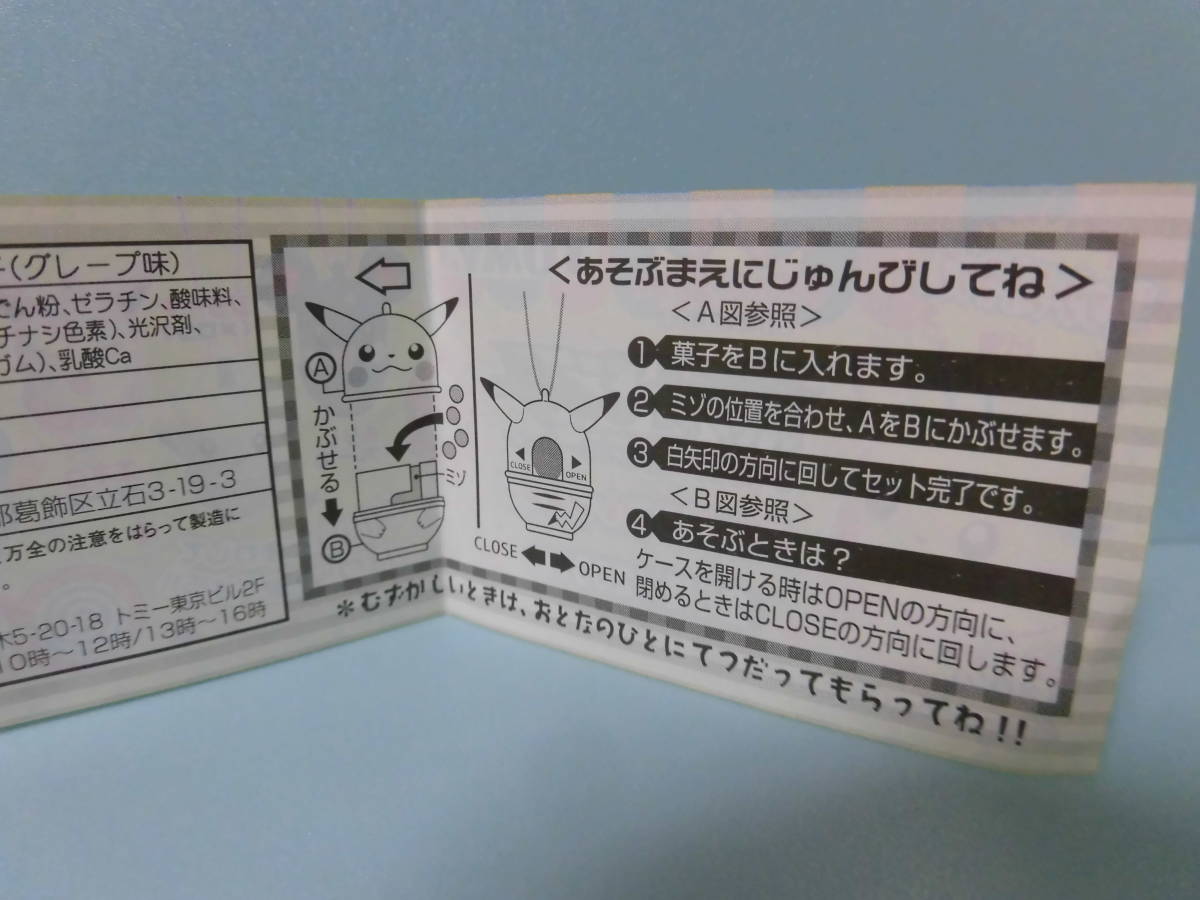 (グレープ味)
ごん粉、ゼラチン、酸味料、
チナシ色素)、光沢剤、
ガム)、乳酸Ca
葛飾区立石3-19-3
万全の注意をはらって製造に
。
木5-20-18 トミー東京ビル2F
10時〜12時/13時〜16時
A
かぶせる
B
ミゾ
CLOSE
OPEN
CLOSE
OPEN
<あそぶまえにじゅんびしてね>
<A図参照>
1 菓子をBに入れます。
2 ミゾの位置を合わせ、AをBにかぶせます。
3 白矢印の方向に回してセット完了です。
<B図参照>
4 あそぶときは?
ケースを開ける時はOPENの方向に、
閉めるときはCLOSEの方向に回します。
*むずかしいときは、おとなのひとにてつだってもらってね!!